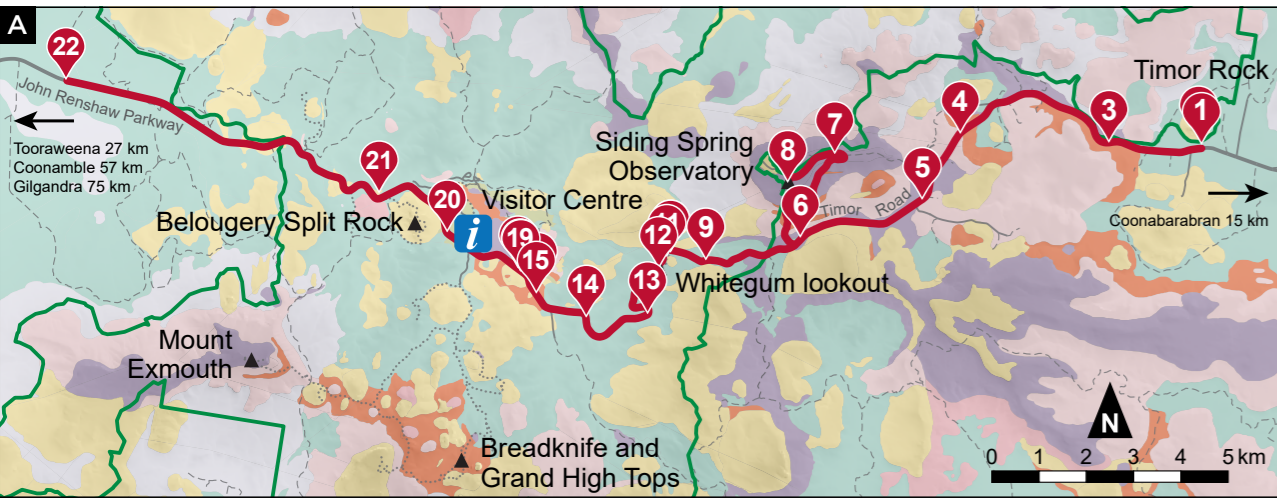 A
22
John Renshaw Parkway
Tooraweena 27 km
Coonamble 57 km
Gilgandra 75 km
21
Belougery Split Rock
20
Visitor Centre
i
19
15
14
Mount
Exmouth
Breadknife and
Grand High Tops
11
12
13
9
Whitegum lookout
Siding Spring
Observatory
8
7
6
Timor Road
5
4
3
Timor Rock
1
Coonabarabran 15 km
N
0 1 2 3 4 5 km